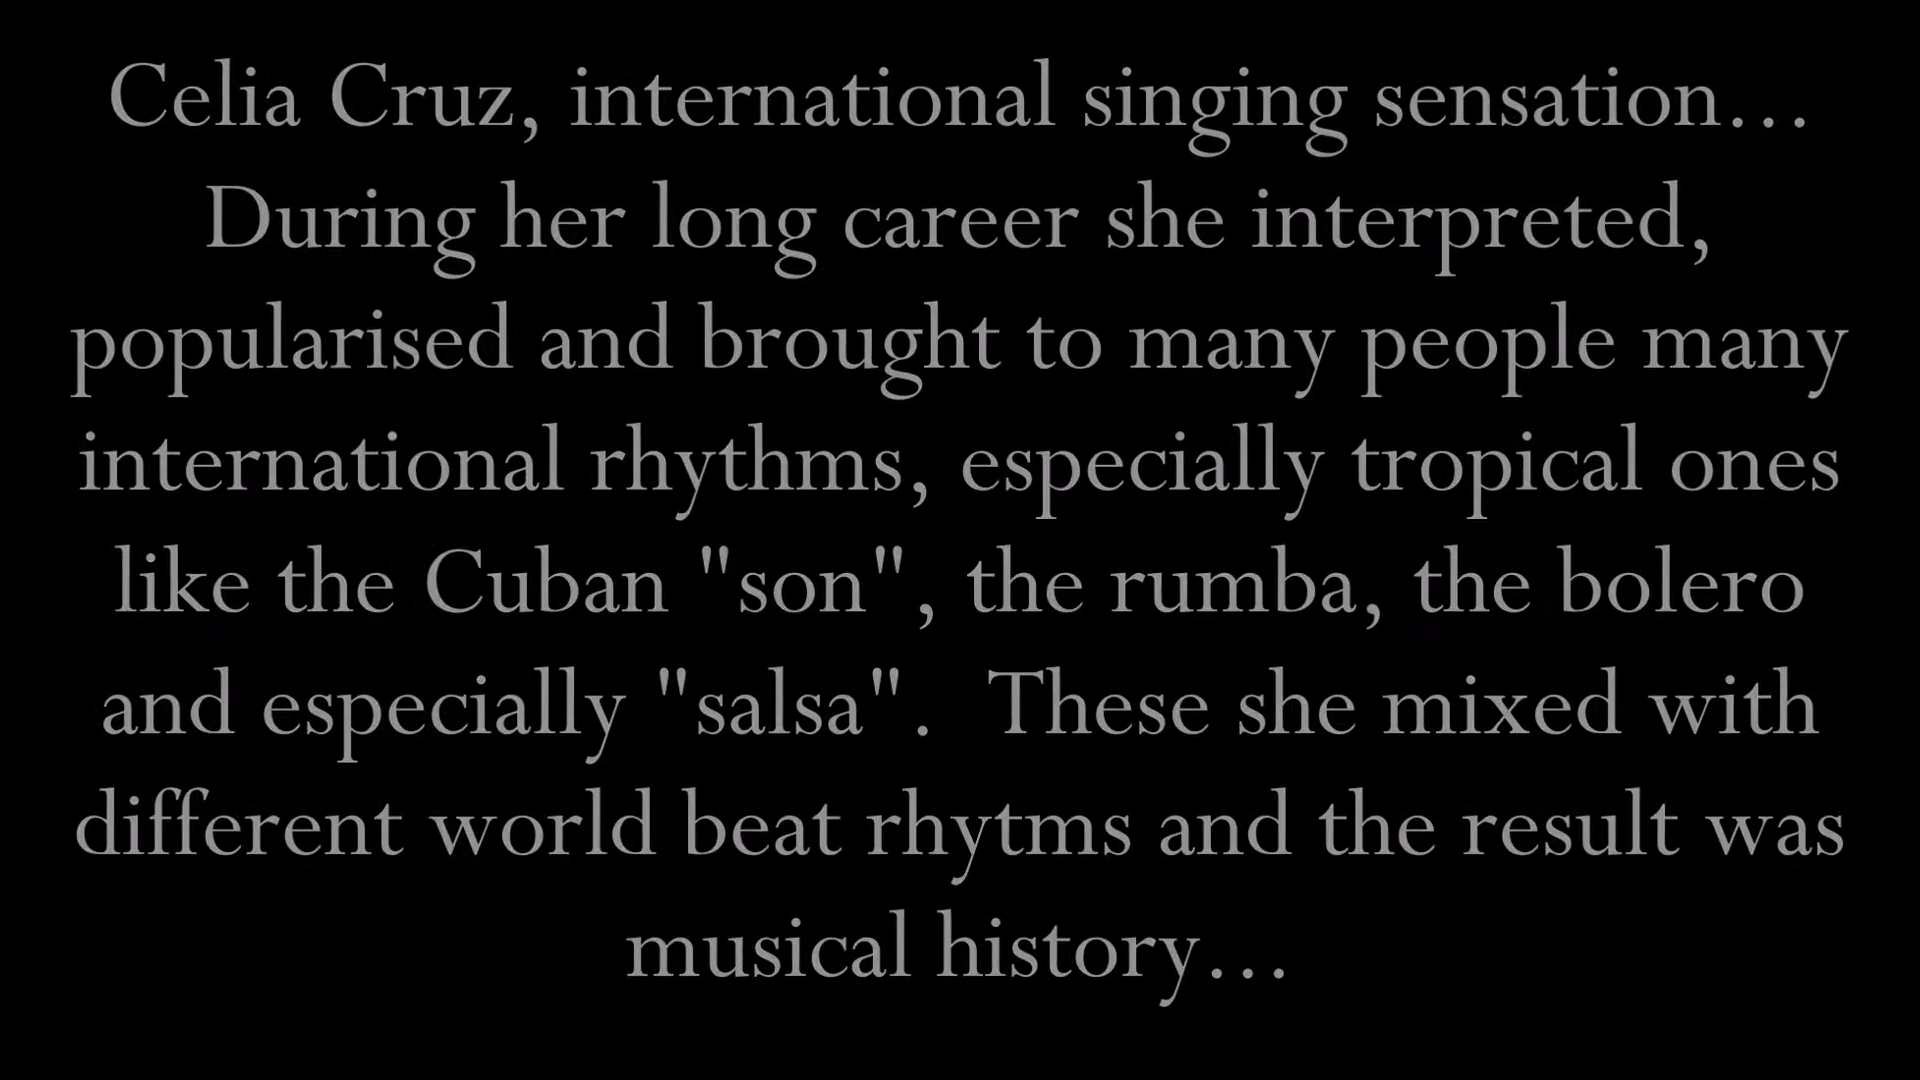 Celia Cruz, international singing sensation...
During her long career she interpreted,
popularised and brought to many people many
international rhythms, especially tropical ones
like the Cuban "son", the rumba, the bolero
and especially "salsa".  These she mixed with
different world beat rhytms and the result was
musical history...